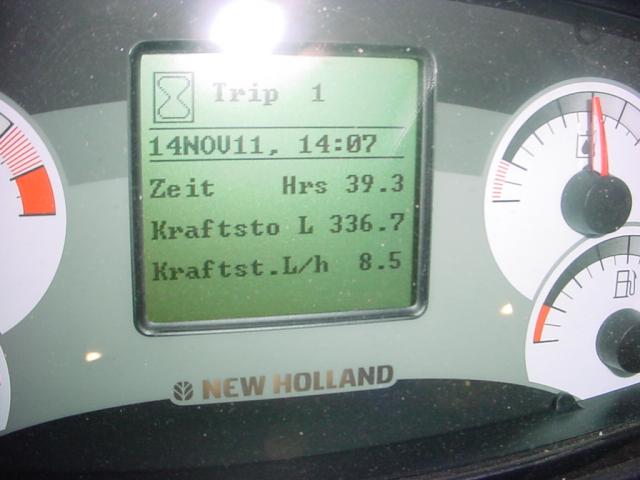 Trip 1
14NOV11, 14:07
Zeit Hrs 39.3
Kraftsto L 336.7
Kraftst.L/h 8.5
NEW HOLLAND